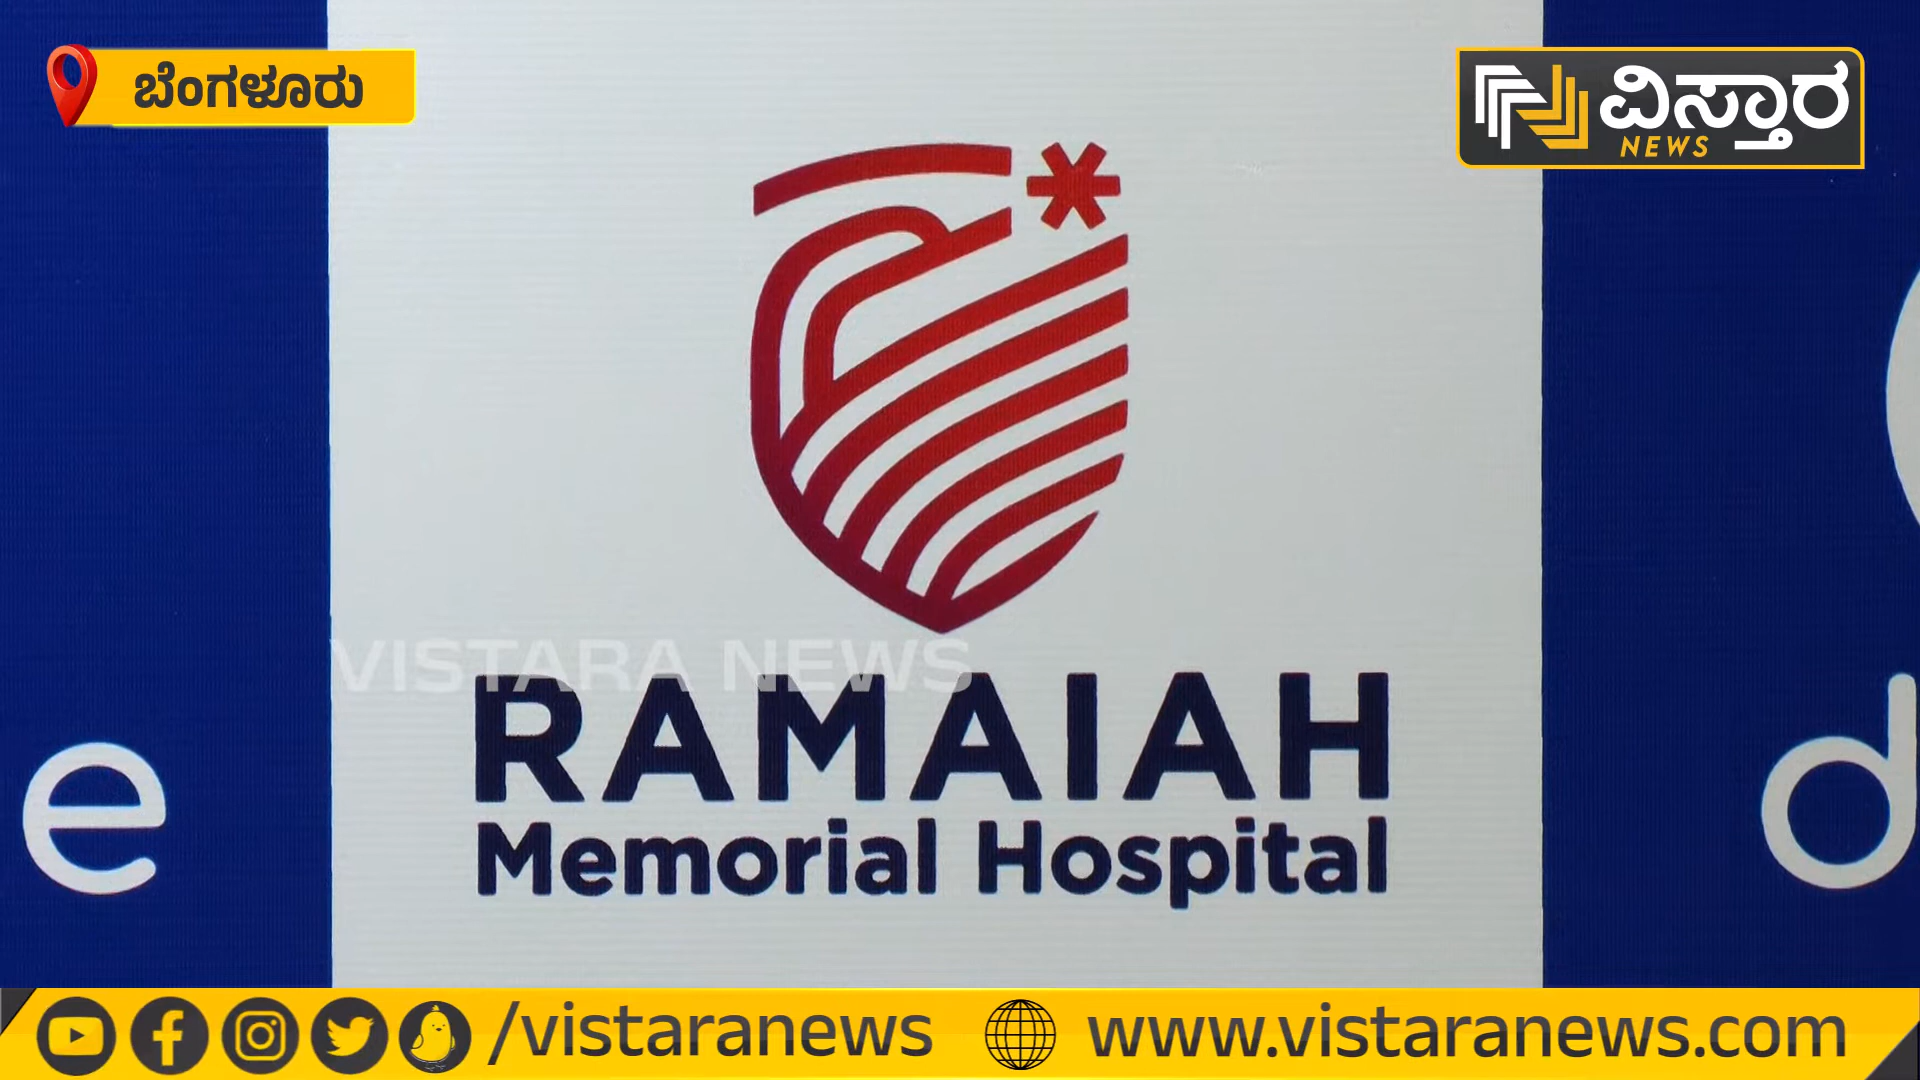 ಬೆಂಗಳೂರು
ವಿಸ್ತಾರ
NEWS
VISTARA NEWS
RAMAIAH
Memorial Hospital
e
d
/vistaranews
www.vistaranews.com